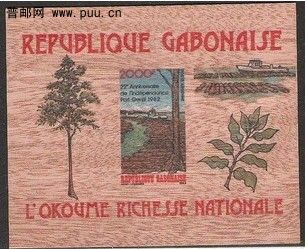 普邮网 www.puu.cn
REPUBLIQUE GABONAISE
2000F
22e Anniversaire
de l'Indépendance
Port-Gentil 1982
REPUBLIQUE GABONAISE
L'OKOUME RICHESSE NATIONALE